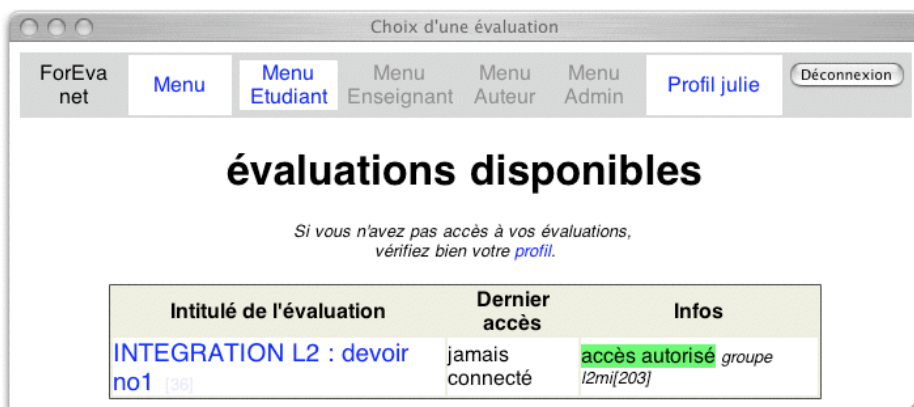 Choix d'une évaluation
ForEva net
Menu
Menu Etudiant
Menu Enseignant
Menu Auteur
Menu Admin
Profil julie
Déconnexion
évaluations disponibles
Si vous n'avez pas accès à vos évaluations,
vérifiez bien votre profil.
Intitulé de l'évaluation
Dernier accès
Infos
INTEGRATION L2 : devoir
no1 [36]
jamais
connecté
accès autorisé groupe
l2mi[203]